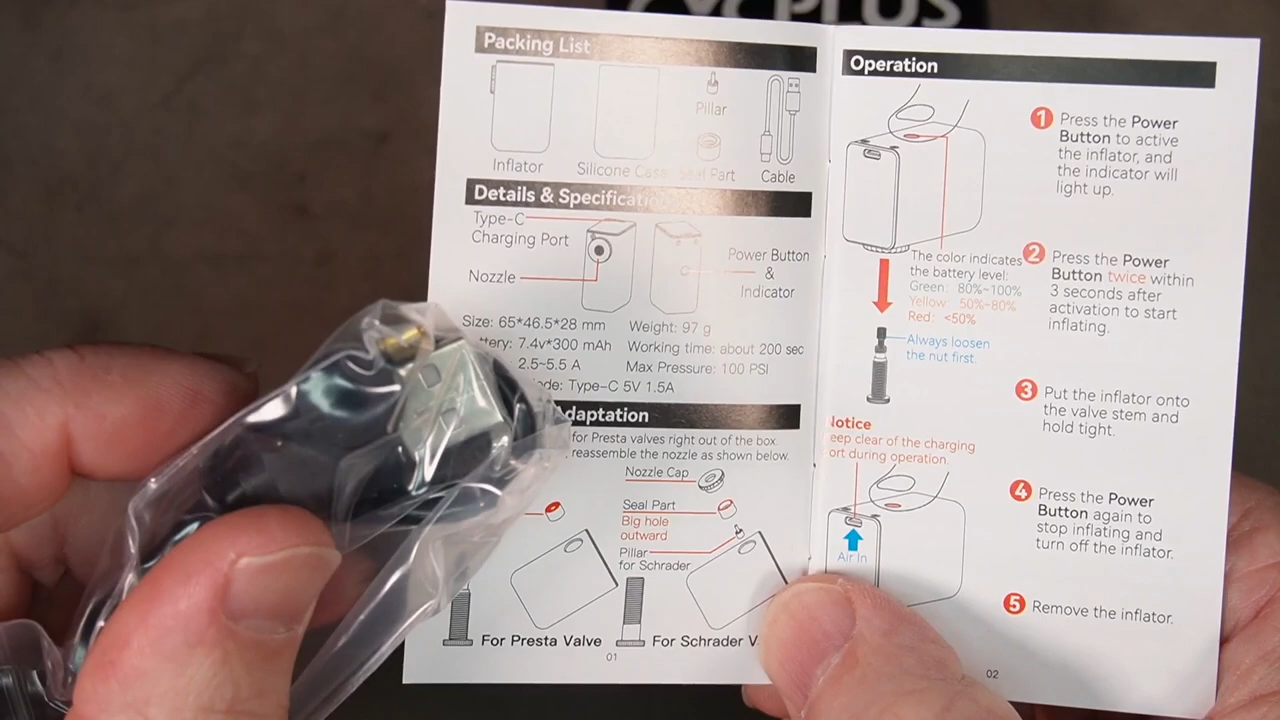 CYCPLUS
Packing List
Inflator
Silicone Case
Pillar
Seal Part
Cable
Details & Specification
Type-C
Charging Port
Nozzle
Power Button
&
Indicator
Size: 65*46.5*28 mm
Weight: 97 g
ttery: 7.4v*300 mAh
Working time: about 200 sec
2.5~5.5 A
Max Pressure: 100 PSI
ode: Type-C 5V 1.5A
Adaptation
for Presta valves right out of the box.
, reassemble the nozzle as shown below.
Nozzle Cap
Seal Part
Big hole
outward
Pillar
for Schrader
For Presta Valve
For Schrader V
01
Operation
1 Press the Power
Button to active
the inflator, and
the indicator will
light up.
The color indicates
the battery level:
Green: 80%~100%
Yellow: 50%~80%
Red: <50%
Always loosen
the nut first.
2 Press the Power
Button twice within
3 seconds after
activation to start
inflating.
3 Put the inflator onto
the valve stem and
hold tight.
Notice
eep clear of the charging
ort during operation.
Air In
4 Press the Power
Button again to
stop inflating and
turn off the inflator.
5 Remove the inflator.
02